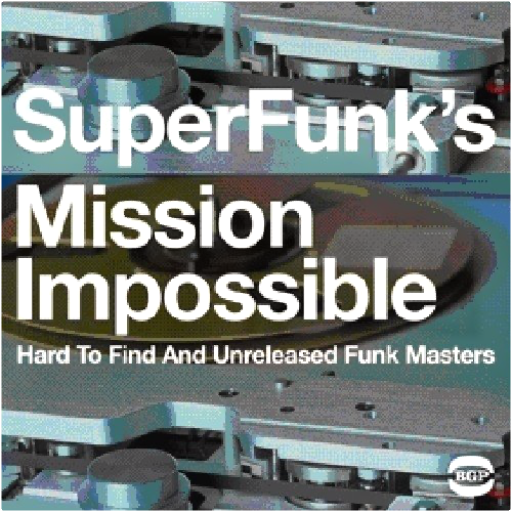 SuperFunk's
Mission
Impossible
Hard To Find And Unreleased Funk Masters
BGP